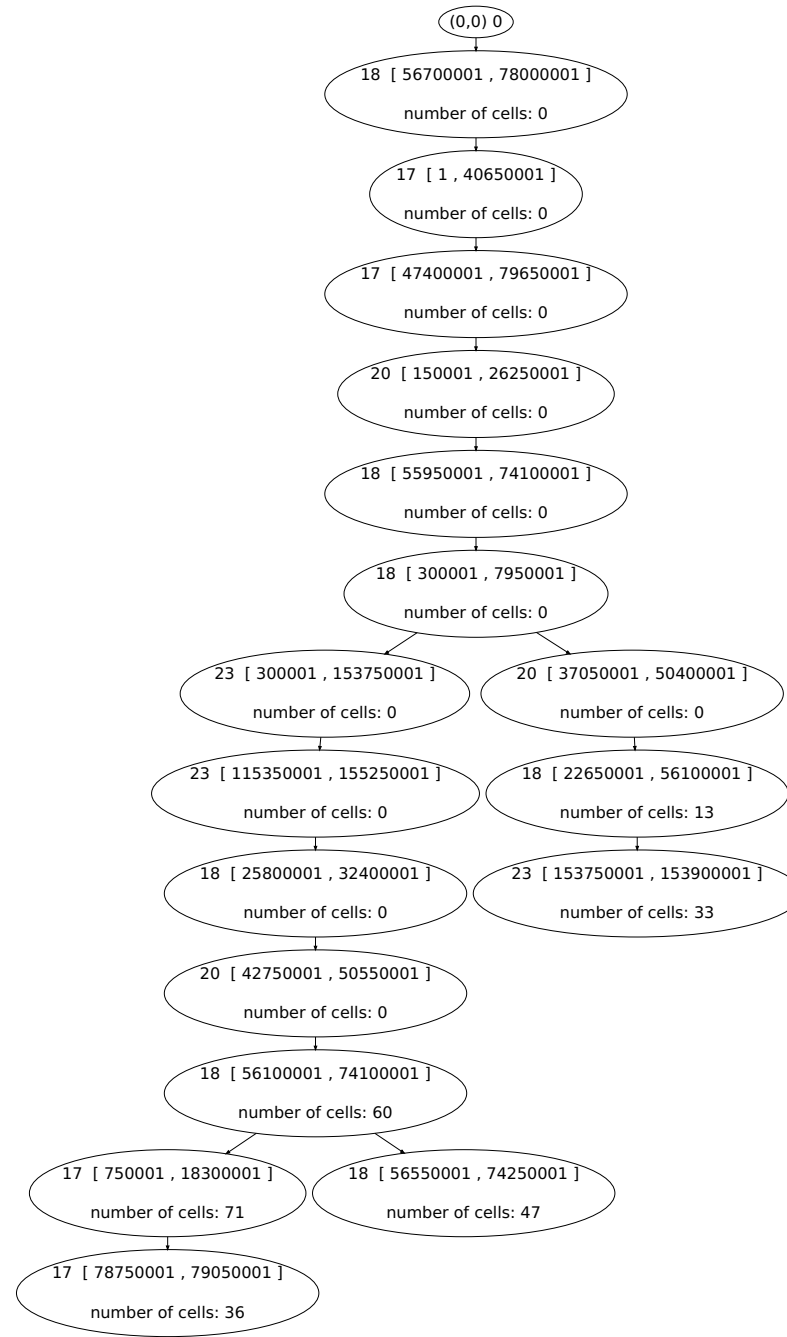 (0,0) 0
18 [ 56700001 , 78000001 ]
number of cells: 0
17 [ 1 , 40650001 ]
number of cells: 0
17 [ 47400001 , 79650001 ]
number of cells: 0
20 [ 150001 , 26250001 ]
number of cells: 0
18 [ 55950001 , 74100001 ]
number of cells: 0
18 [ 300001 , 7950001 ]
number of cells: 0
23 [ 300001 , 153750001 ]
number of cells: 0
20 [ 37050001 , 50400001 ]
number of cells: 0
23 [ 115350001 , 155250001 ]
number of cells: 0
18 [ 22650001 , 56100001 ]
number of cells: 13
18 [ 25800001 , 32400001 ]
number of cells: 0
23 [ 153750001 , 153900001 ]
number of cells: 33
20 [ 42750001 , 50550001 ]
number of cells: 0
18 [ 56100001 , 74100001 ]
number of cells: 60
17 [ 750001 , 18300001 ]
number of cells: 71
18 [ 56550001 , 74250001 ]
number of cells: 47
17 [ 78750001 , 79050001 ]
number of cells: 36